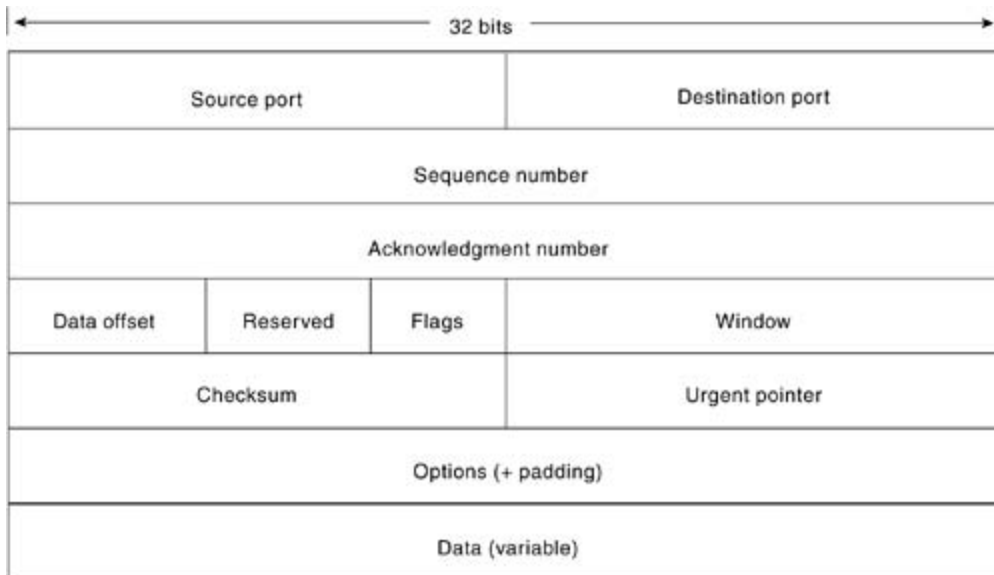 32 bits
Source port
Destination port
Sequence number
Acknowledgment number
Data offset
Reserved
Flags
Window
Checksum
Urgent pointer
Options (+ padding)
Data (variable)